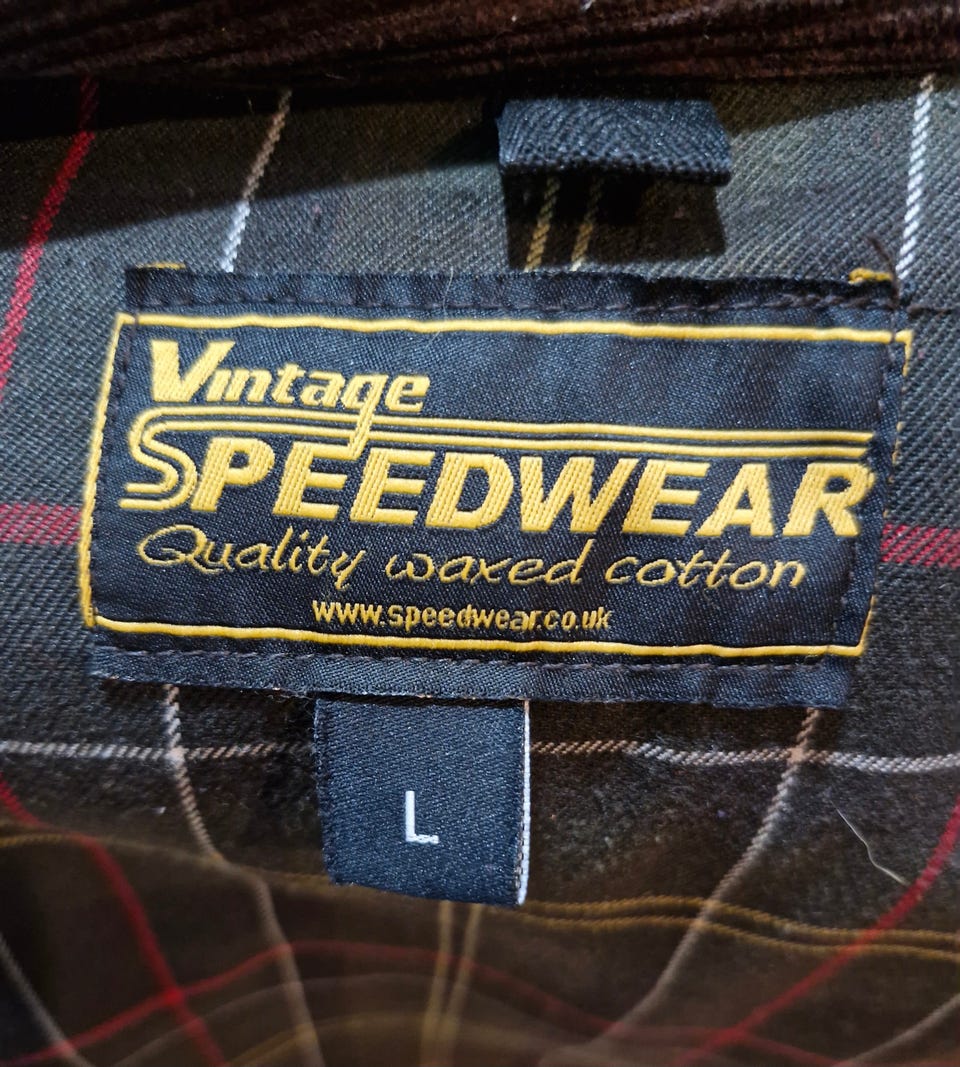 Vintage
SPEEDWEAR
Quality waxed cotton
www.speedwear.co.uk
L